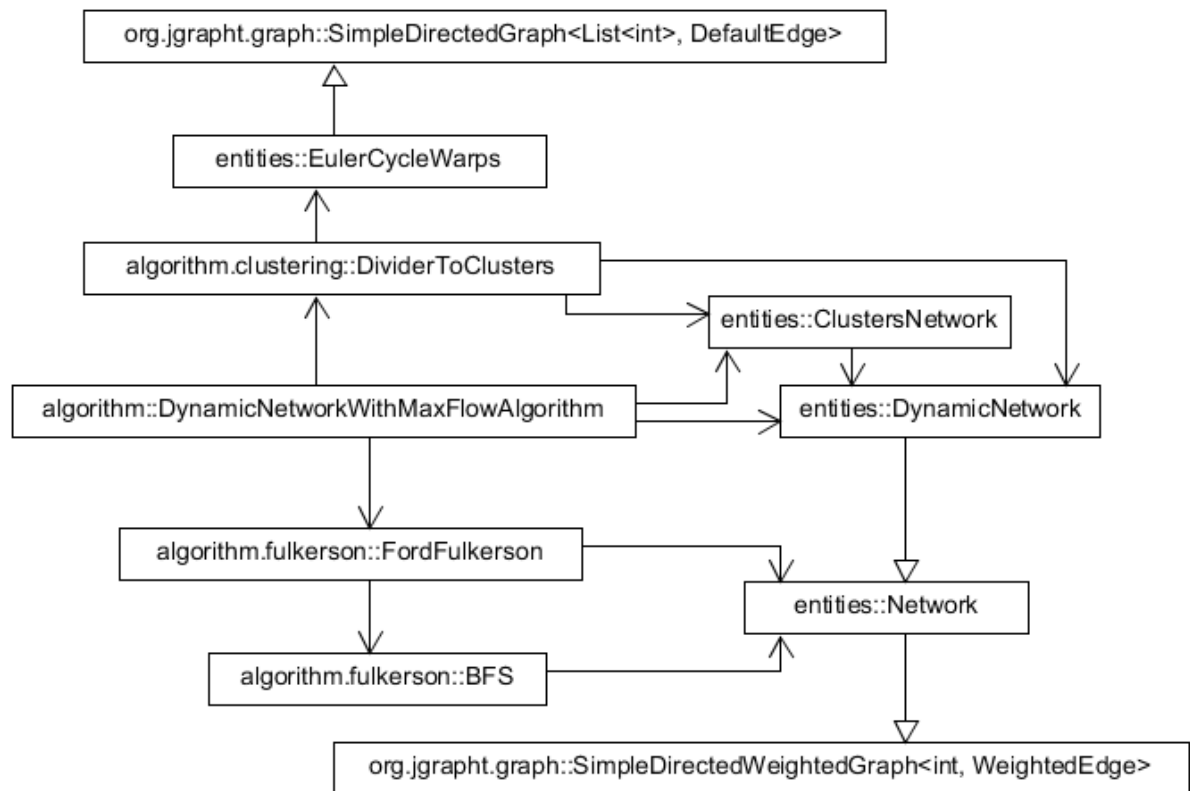 org.jgrapht.graph::SimpleDirectedGraph<List<int>, DefaultEdge>
entities::EulerCycleWarps
algorithm.clustering::DividerToClusters
entities::ClustersNetwork
algorithm::DynamicNetworkWithMaxFlowAlgorithm
entities::DynamicNetwork
algorithm.fulkerson::FordFulkerson
entities::Network
algorithm.fulkerson::BFS
org.jgrapht.graph::SimpleDirectedWeightedGraph<int, WeightedEdge>